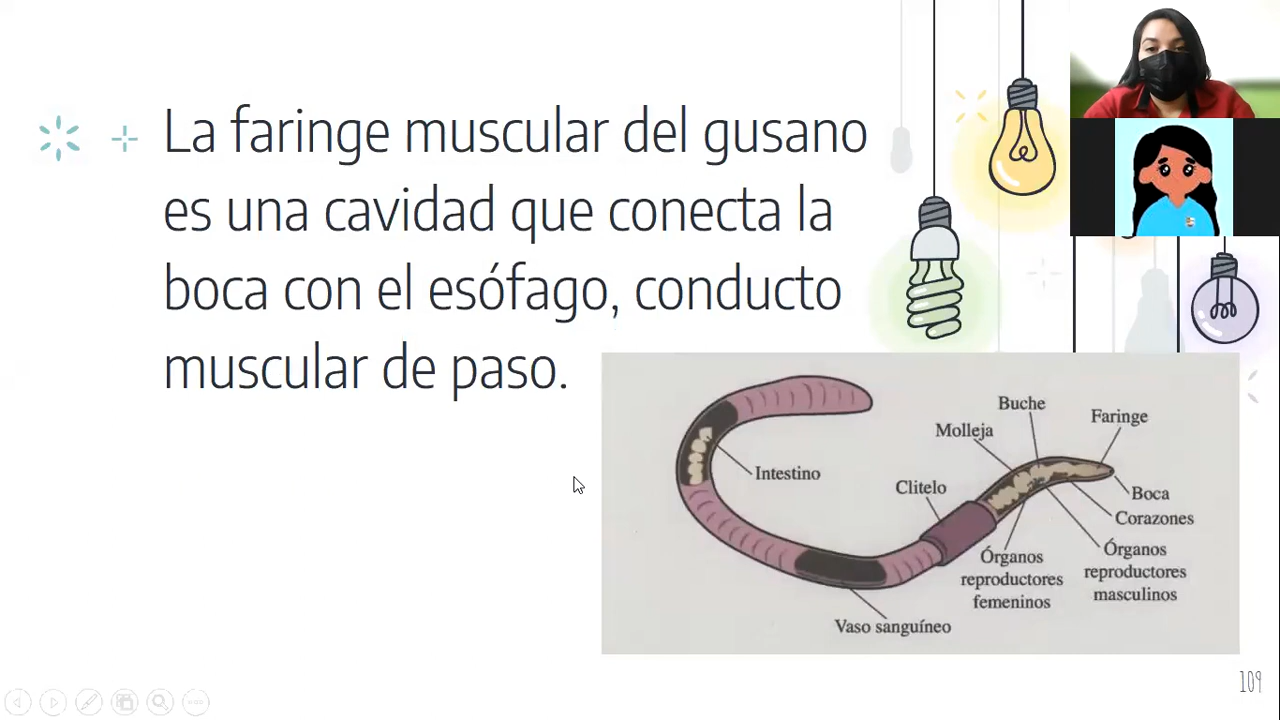 La faringe muscular del gusano
es una cavidad que conecta la
boca con el esófago, conducto
muscular de paso.
Buche
Faringe
Molleja
Intestino
Clitelo
Boca
Corazones
Órganos
reproductores
femeninos
Órganos
reproductores
masculinos
Vaso sanguíneo
109